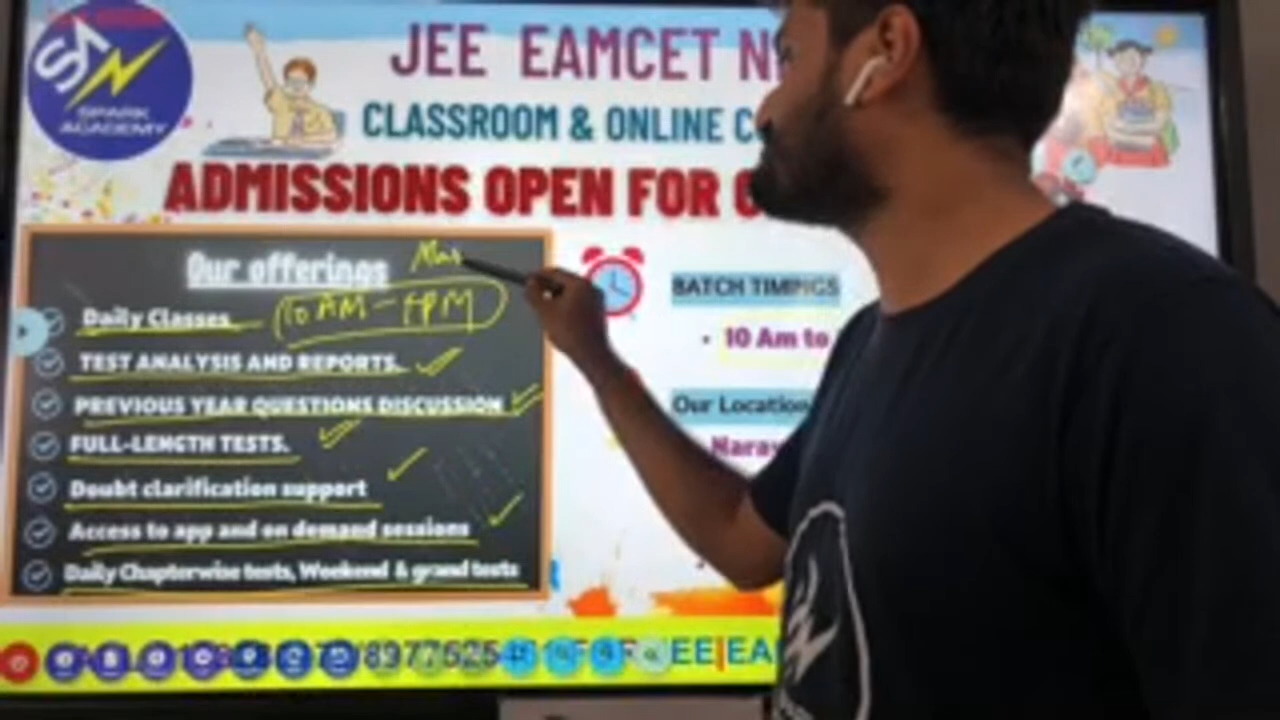 SPARK
ACADEMY
JEE EAMCET
CLASSROOM & ONLINE
ADMISSIONS OPEN FOR
Our offerings
Daily Classes 10 AM - 5 PM
TEST ANALYSIS AND REPORTS.
PREVIOUS YEAR QUESTIONS DISCUSSION
FULL-LENGTH TESTS.
Doubt clarification support
Access to app and on demand sessions
Daily Chapterwise tests, Weekend & grand tests
BATCH TIMINGS
• 10 Am to
Our Location